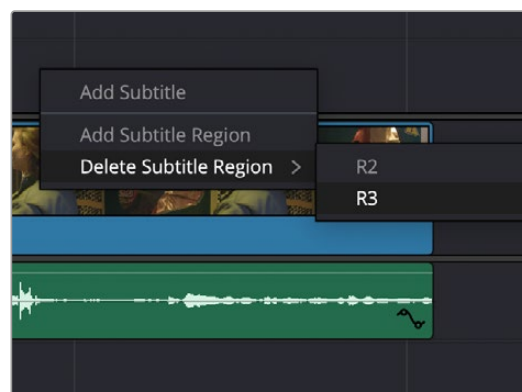 Add Subtitle
Add Subtitle Region
Delete Subtitle Region >
R2
R3